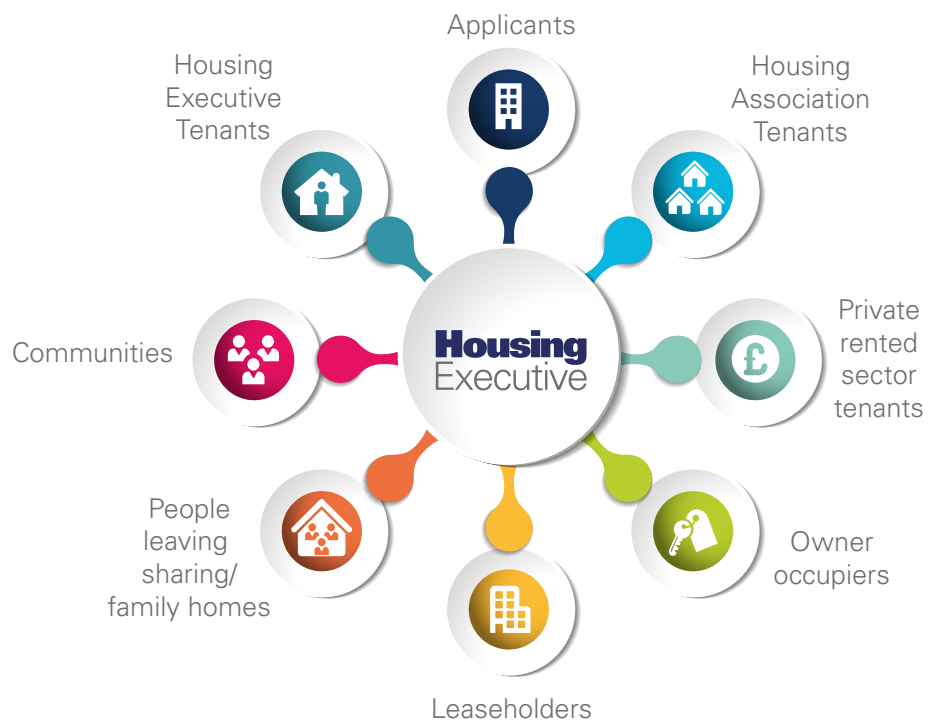 Applicants
Housing
Executive
Tenants
Housing
Association
Tenants
Communities
Housing
Executive
Private
rented
sector
tenants
People
leaving
sharing/
family homes
Owner
occupiers
Leaseholders
£